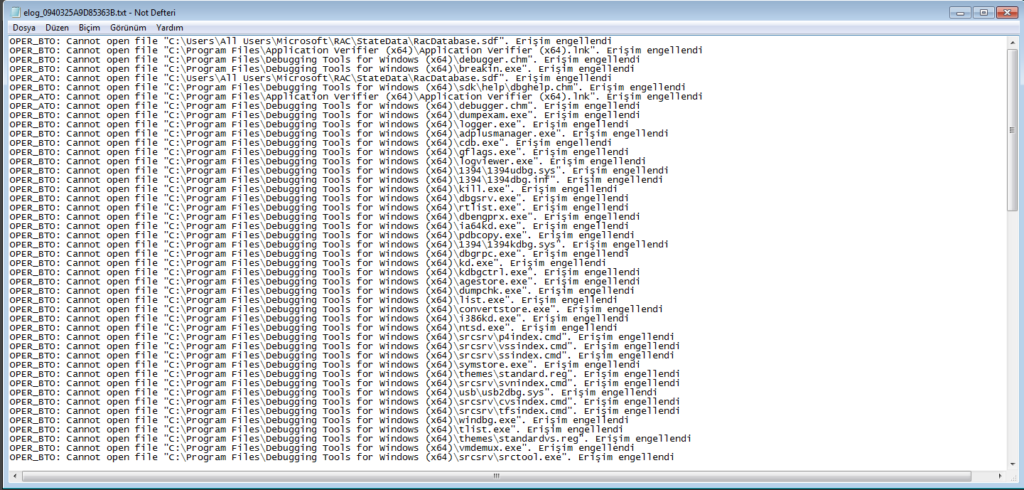 elog_0940325A9D85363B.txt - Not Defteri
Dosya Düzen Biçim Görünüm Yardım
OPER_BTO: Cannot open file "C:\Users\All Users\Microsoft\RAC\StateData\RacDatabase.sdf". Erişim engellendi
OPER_BTO: Cannot open file "C:\Program Files\Application Verifier (x64)\Application Verifier (x64).lnk". Erişim engellendi
OPER_BTO: Cannot open file "C:\Program Files\Debugging Tools for Windows (x64)\debugger.chm". Erişim engellendi
OPER_BTO: Cannot open file "C:\Program Files\Debugging Tools for Windows (x64)\breakin.exe". Erişim engellendi
OPER_ATO: Cannot open file "C:\Users\All Users\Microsoft\RAC\StateData\RacDatabase.sdf". Erişim engellendi
OPER_BTO: Cannot open file "C:\Program Files\Debugging Tools for Windows (x64)\sdk\help\dbghelp.chm". Erişim engellendi
OPER_ATO: Cannot open file "C:\Program Files\Application Verifier (x64)\Application Verifier (x64).lnk". Erişim engellendi
OPER_ATO: Cannot open file "C:\Program Files\Debugging Tools for Windows (x64)\debugger.chm". Erişim engellendi
OPER_BTO: Cannot open file "C:\Program Files\Debugging Tools for Windows (x64)\dumpexam.exe". Erişim engellendi
OPER_BTO: Cannot open file "C:\Program Files\Debugging Tools for Windows (x64)\logger.exe". Erişim engellendi
OPER_BTO: Cannot open file "C:\Program Files\Debugging Tools for Windows (x64)\adplusmanager.exe". Erişim engellendi
OPER_BTO: Cannot open file "C:\Program Files\Debugging Tools for Windows (x64)\cdb.exe". Erişim engellendi
OPER_BTO: Cannot open file "C:\Program Files\Debugging Tools for Windows (x64)\gflags.exe". Erişim engellendi
OPER_BTO: Cannot open file "C:\Program Files\Debugging Tools for Windows (x64)\logviewer.exe". Erişim engellendi
OPER_BTO: Cannot open file "C:\Program Files\Debugging Tools for Windows (x64)\1394\1394udbg.sys". Erişim engellendi
OPER_BTO: Cannot open file "C:\Program Files\Debugging Tools for Windows (x64)\1394\1394dbg.inf". Erişim engellendi
OPER_BTO: Cannot open file "C:\Program Files\Debugging Tools for Windows (x64)\kill.exe". Erişim engellendi
OPER_BTO: Cannot open file "C:\Program Files\Debugging Tools for Windows (x64)\dbgsrv.exe". Erişim engellendi
OPER_BTO: Cannot open file "C:\Program Files\Debugging Tools for Windows (x64)\rtlist.exe". Erişim engellendi
OPER_BTO: Cannot open file "C:\Program Files\Debugging Tools for Windows (x64)\dbengprx.exe". Erişim engellendi
OPER_BTO: Cannot open file "C:\Program Files\Debugging Tools for Windows (x64)\ia64kd.exe". Erişim engellendi
OPER_BTO: Cannot open file "C:\Program Files\Debugging Tools for Windows (x64)\pdbcopy.exe". Erişim engellendi
OPER_BTO: Cannot open file "C:\Program Files\Debugging Tools for Windows (x64)\1394\1394kdbg.sys". Erişim engellendi
OPER_BTO: Cannot open file "C:\Program Files\Debugging Tools for Windows (x64)\dbgrpc.exe". Erişim engellendi
OPER_BTO: Cannot open file "C:\Program Files\Debugging Tools for Windows (x64)\kd.exe". Erişim engellendi
OPER_BTO: Cannot open file "C:\Program Files\Debugging Tools for Windows (x64)\kdbgctrl.exe". Erişim engellendi
OPER_BTO: Cannot open file "C:\Program Files\Debugging Tools for Windows (x64)\agestore.exe". Erişim engellendi
OPER_BTO: Cannot open file "C:\Program Files\Debugging Tools for Windows (x64)\dumpchk.exe". Erişim engellendi
OPER_BTO: Cannot open file "C:\Program Files\Debugging Tools for Windows (x64)\list.exe". Erişim engellendi
OPER_BTO: Cannot open file "C:\Program Files\Debugging Tools for Windows (x64)\convertstore.exe". Erişim engellendi
OPER_BTO: Cannot open file "C:\Program Files\Debugging Tools for Windows (x64)\i386kd.exe". Erişim engellendi
OPER_BTO: Cannot open file "C:\Program Files\Debugging Tools for Windows (x64)\ntsd.exe". Erişim engellendi
OPER_BTO: Cannot open file "C:\Program Files\Debugging Tools for Windows (x64)\srcsrv\p4index.cmd". Erişim engellendi
OPER_BTO: Cannot open file "C:\Program Files\Debugging Tools for Windows (x64)\srcsrv\vssindex.cmd". Erişim engellendi
OPER_BTO: Cannot open file "C:\Program Files\Debugging Tools for Windows (x64)\srcsrv\ssindex.cmd". Erişim engellendi
OPER_BTO: Cannot open file "C:\Program Files\Debugging Tools for Windows (x64)\symstore.exe". Erişim engellendi
OPER_BTO: Cannot open file "C:\Program Files\Debugging Tools for Windows (x64)\themes\standard.reg". Erişim engellendi
OPER_BTO: Cannot open file "C:\Program Files\Debugging Tools for Windows (x64)\srcsrv\svnindex.cmd". Erişim engellendi
OPER_BTO: Cannot open file "C:\Program Files\Debugging Tools for Windows (x64)\usb\usb2dbg.sys". Erişim engellendi
OPER_BTO: Cannot open file "C:\Program Files\Debugging Tools for Windows (x64)\srcsrv\cvsindex.cmd". Erişim engellendi
OPER_BTO: Cannot open file "C:\Program Files\Debugging Tools for Windows (x64)\srcsrv\tfsindex.cmd". Erişim engellendi
OPER_BTO: Cannot open file "C:\Program Files\Debugging Tools for Windows (x64)\windbg.exe". Erişim engellendi
OPER_BTO: Cannot open file "C:\Program Files\Debugging Tools for Windows (x64)\tlist.exe". Erişim engellendi
OPER_BTO: Cannot open file "C:\Program Files\Debugging Tools for Windows (x64)\themes\standardvs.reg". Erişim engellendi
OPER_BTO: Cannot open file "C:\Program Files\Debugging Tools for Windows (x64)\vmdemux.exe". Erişim engellendi
OPER_BTO: Cannot open file "C:\Program Files\Debugging Tools for Windows (x64)\srcsrv\srctool.exe". Erişim engellendi